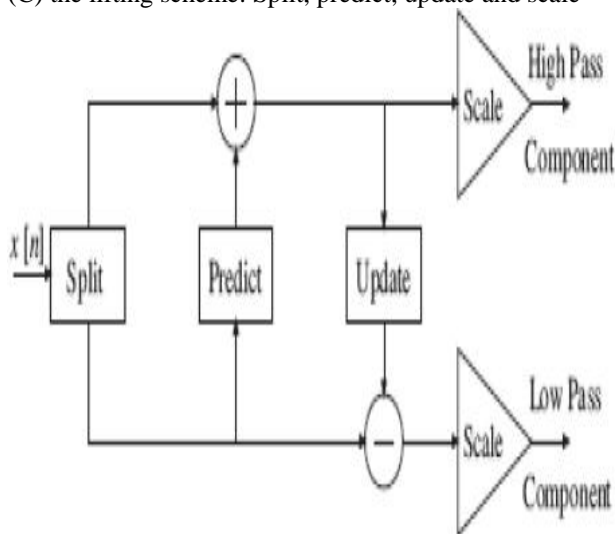 (C) the lifting scheme: Split, predict, update and scale
High Pass
Scale
Component
x [n]
Split
Predict
Update
Low Pass
Scale
Component